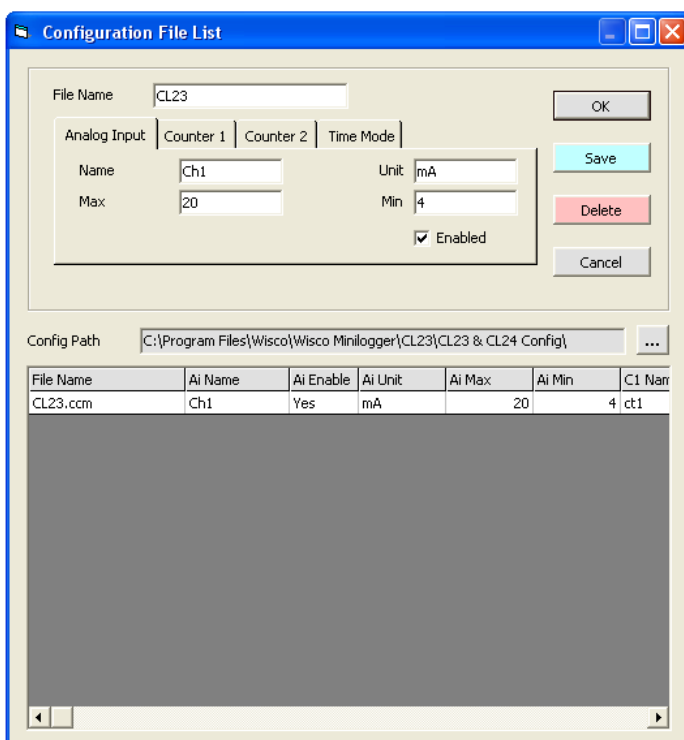 Configuration File List
File Name CL23
OK
Analog Input Counter 1 Counter 2 Time Mode
Save
Name Ch1 Unit mA
Max 20 Min 4
Delete
Enabled
Cancel
Config Path C:\Program Files\Wisco\Wisco Minilogger\CL23\CL23 & CL24 Config\ ...
File Name Ai Name Ai Enable Ai Unit Ai Max Ai Min C1 Nam
CL23.ccm Ch1 Yes mA 20 4 ct1